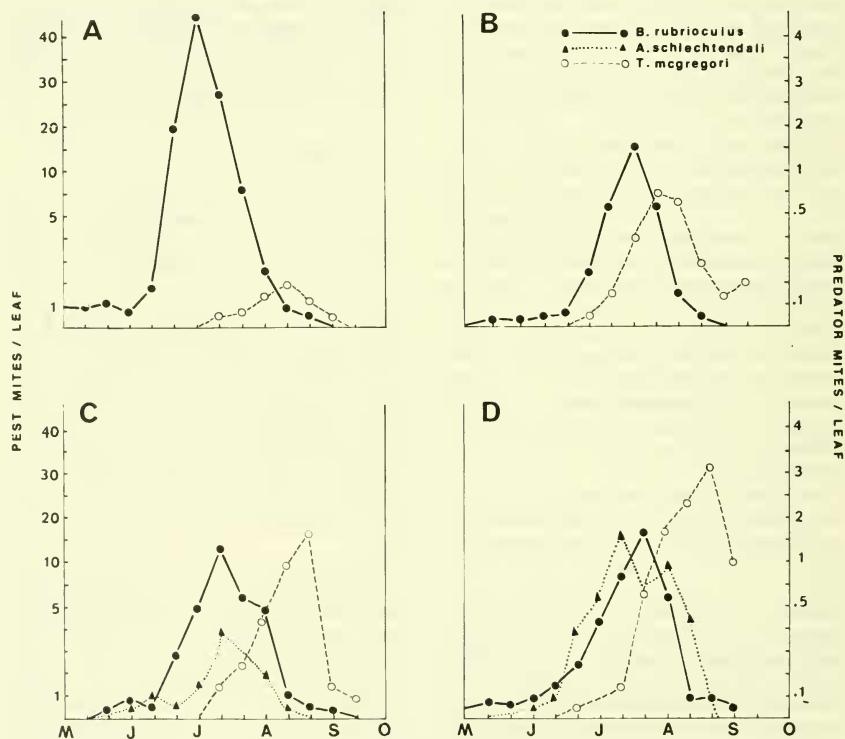 A
40
30
20
10
5
1
B
B. rubrioculus
A. schlechtendali
T. mcgregori
4
3
2
1
.5
.1
PEST MITES / LEAF
PREDATOR MITES / LEAF
C
40
30
20
10
5
1
M J J A S O
D
4
3
2
1
.5
.1
M J J A S O